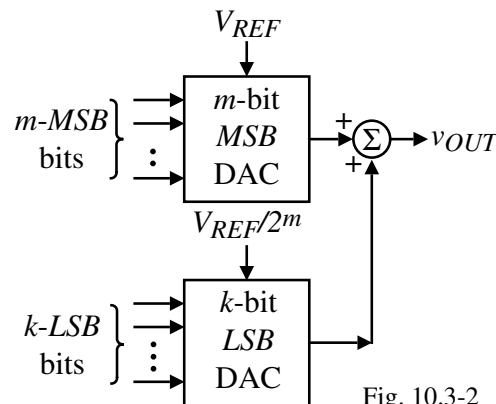 V_REF
m-MSB
bits
m-bit
MSB
DAC
+
Σ
+
v_OUT
V_REF/2^m
k-LSB
bits
k-bit
LSB
DAC
Fig. 10.3-2